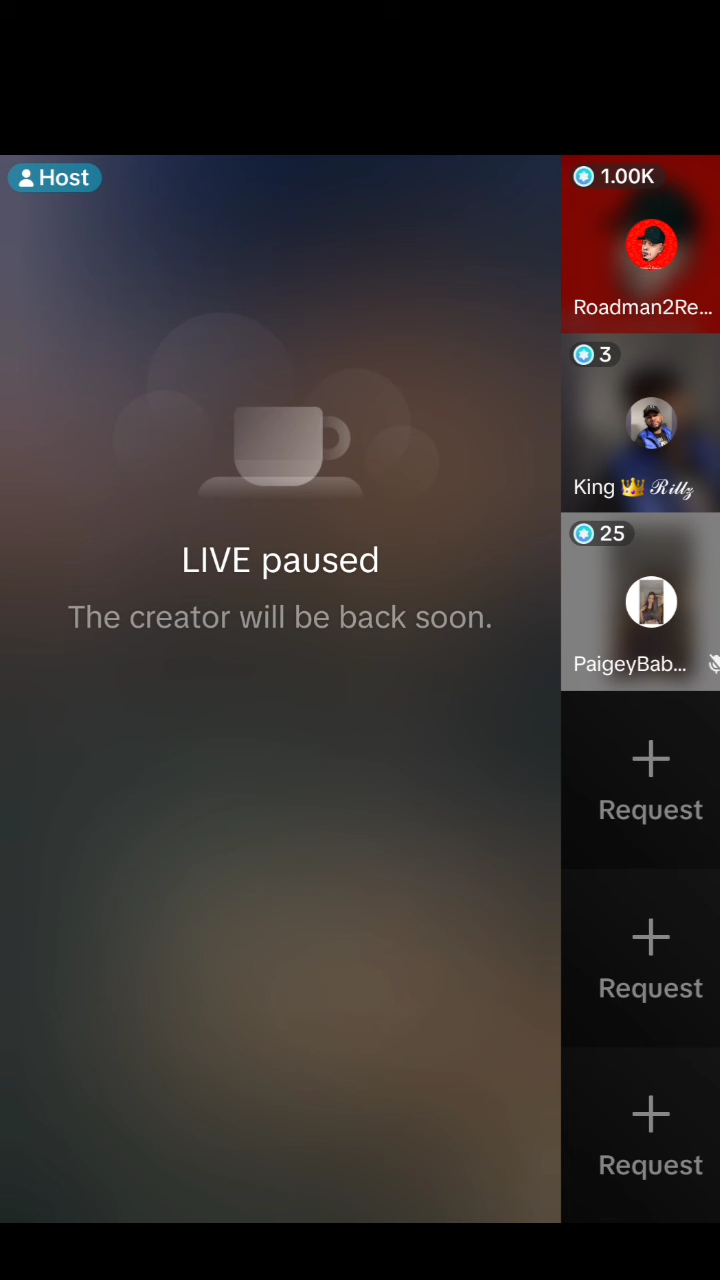 Host
LIVE paused
The creator will be back soon.
1.00K
Roadman2Re...
3
King 👑 𝓡𝓲𝓵𝓵𝔃
25
PaigeyBab...
Request
Request
Request